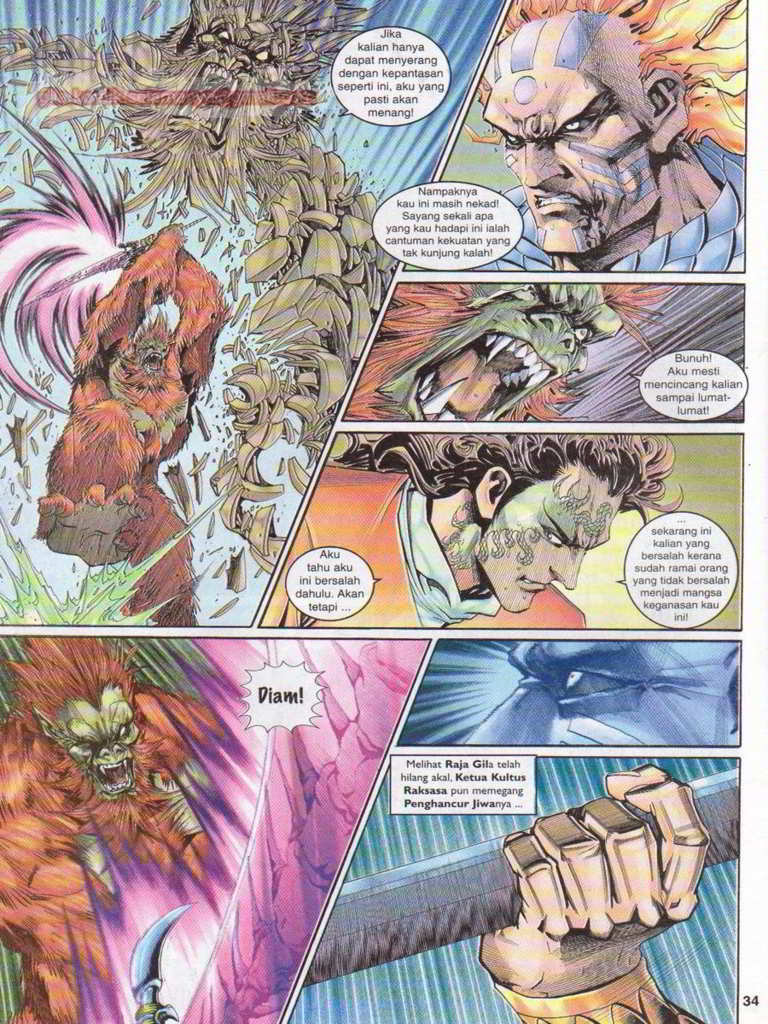 Jika
kalian hanya
dapat menyerang
dengan kepantasan
seperti ini, aku yang
pasti akan
menang!
Nampaknya
kau ini masih nekad!
Sayang sekali apa
yang kau hadapi ini ialah
cantuman kekuatan yang
tak kunjung kalah!
Bunuh!
Aku mesti
mencincang kalian
sampai lumat-
lumat!
Aku
tahu aku
ini bersalah
dahulu. Akan
tetapi ...
...
sekarang ini
kalian yang
bersalah kerana
sudah ramai orang
yang tidak bersalah
menjadi mangsa
keganasan kau
ini!
Diam!
Melihat Raja Gila telah
hilang akal, Ketua Kultus
Raksasa pun memegang
Penghancur Jiwanya ...
34